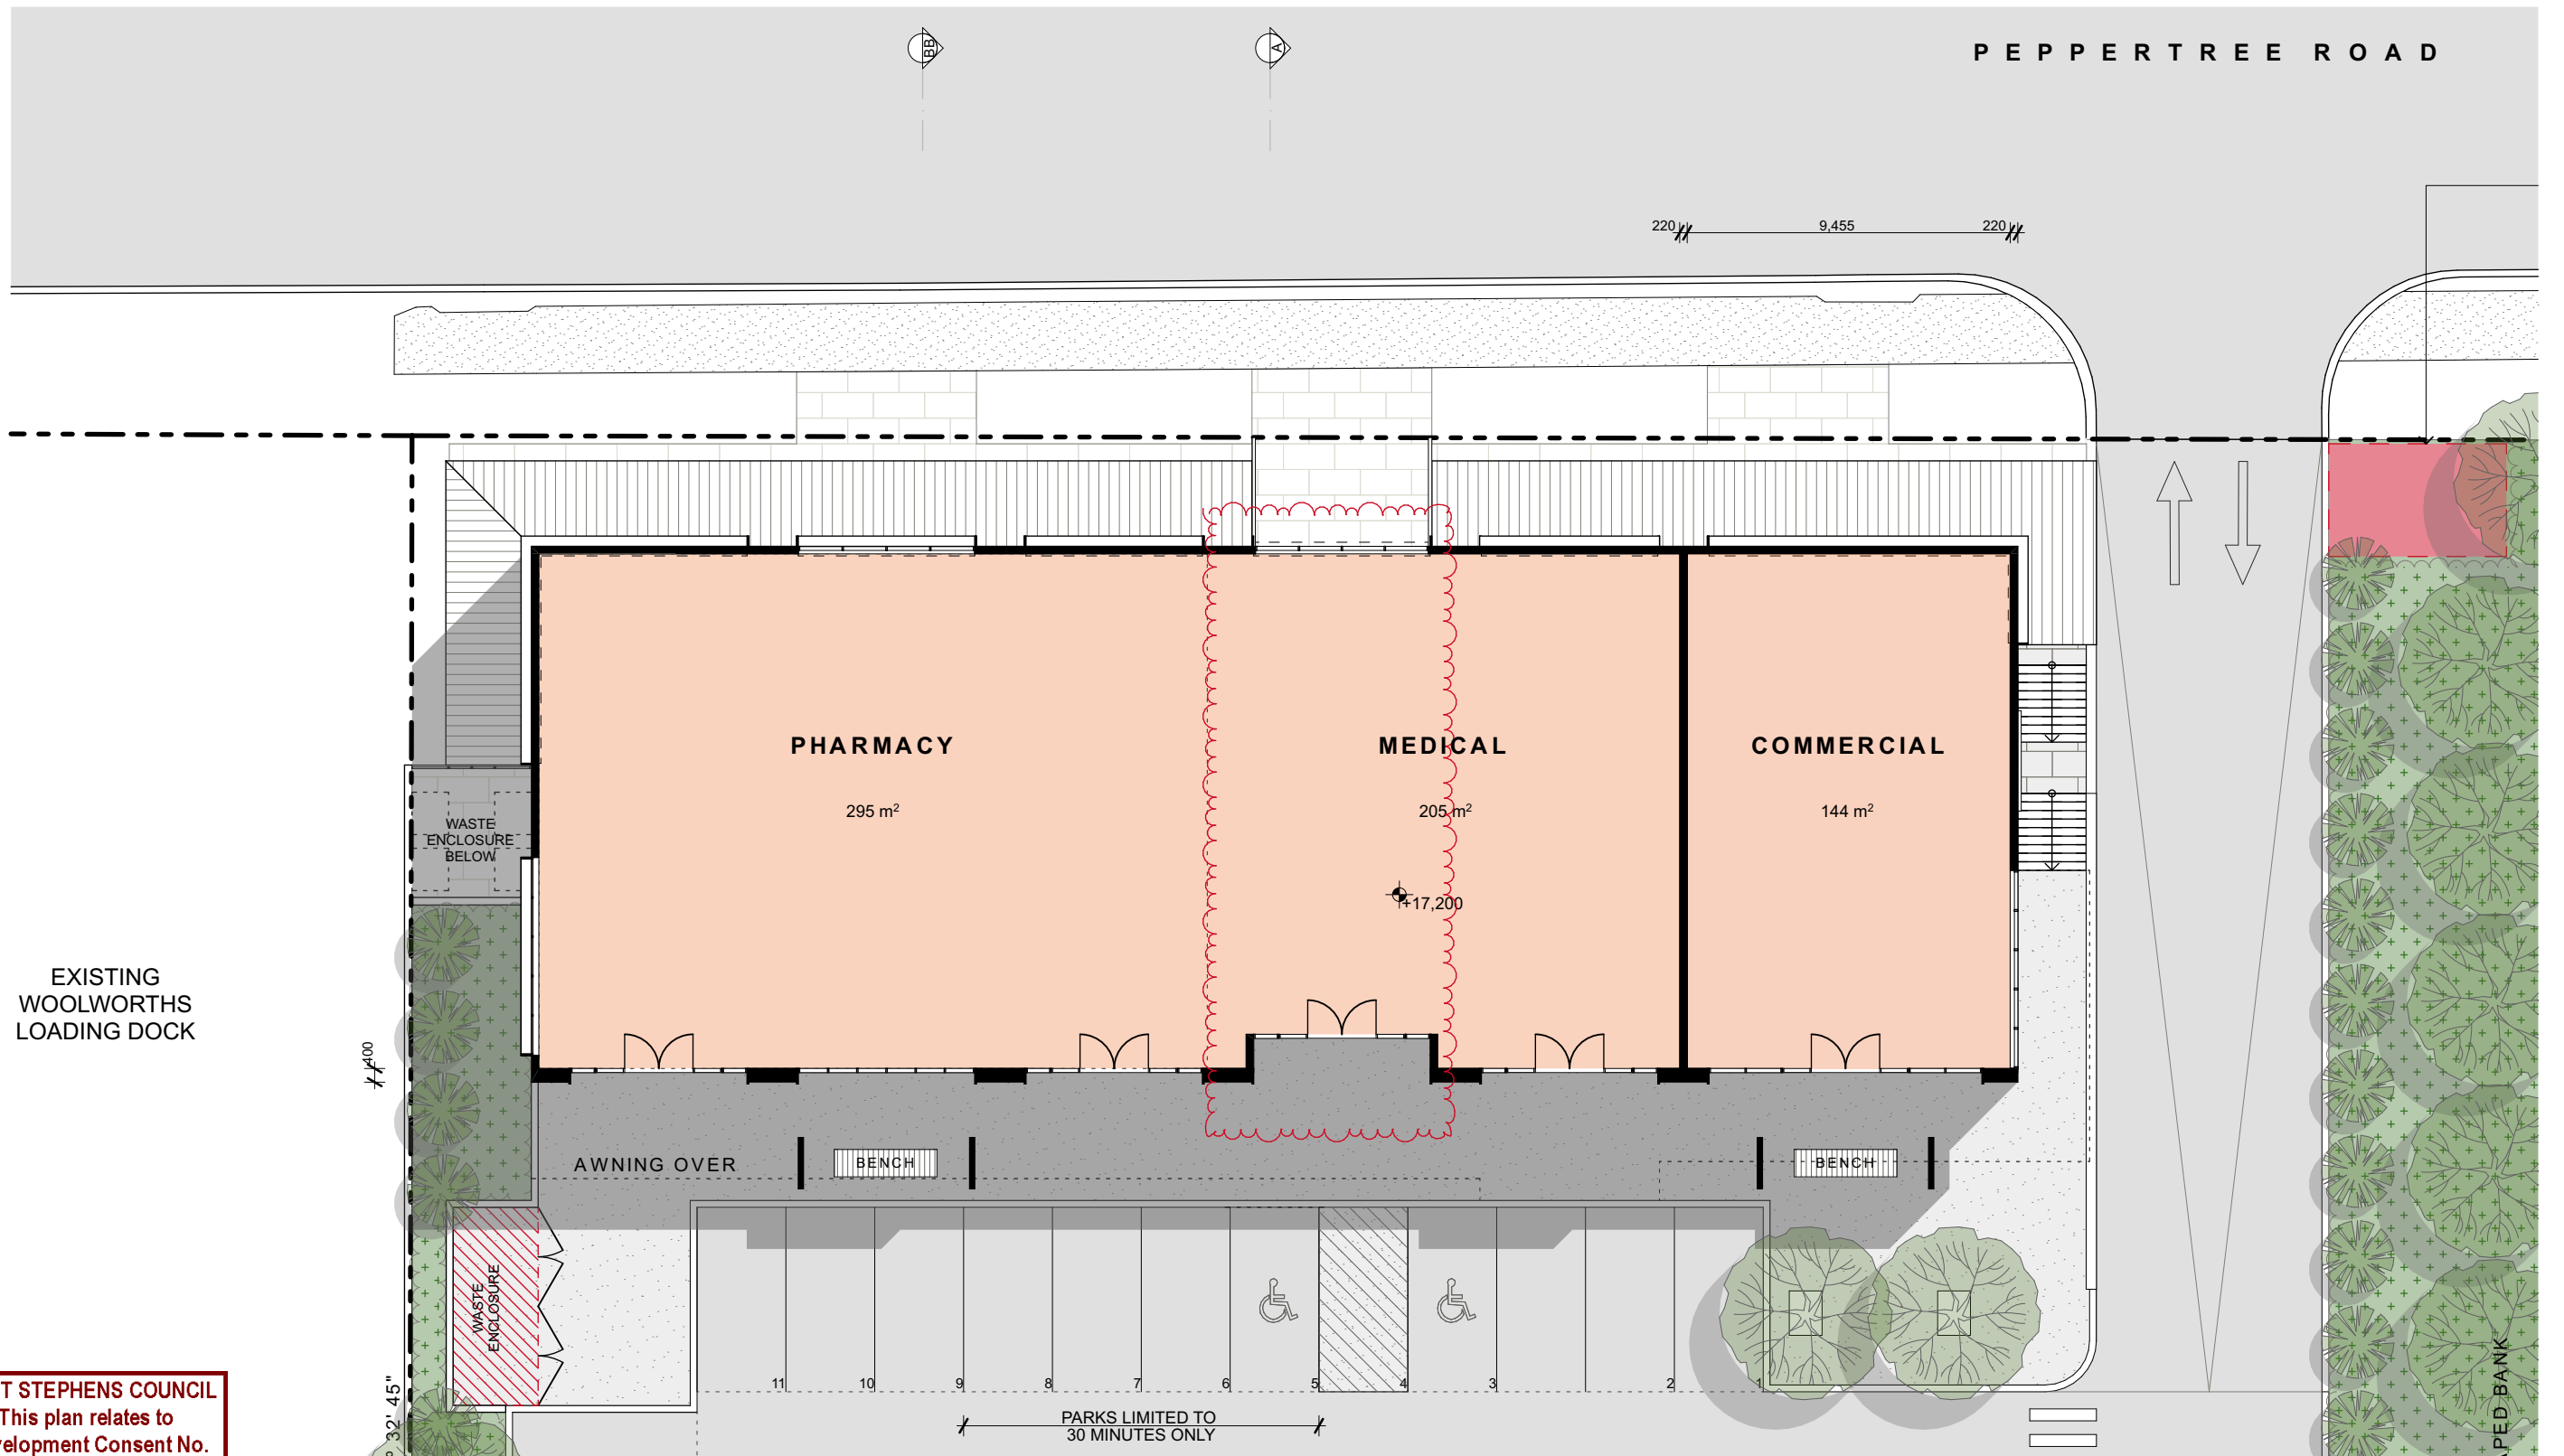 BB
A
PEPPERTREE ROAD
220
9,455
220
PHARMACY
295 m²
MEDICAL
205 m²
COMMERCIAL
144 m²
+17,200
WASTE
ENCLOSURE
BELOW
EXISTING
WOOLWORTHS
LOADING DOCK
400
AWNING OVER
BENCH
BENCH
WASTE
ENCLOSURE
11
10
9
8
7
6
5
4
3
2
1
PARKS LIMITED TO
30 MINUTES ONLY
T STEPHENS COUNCIL
This plan relates to
velopment Consent No.
32' 45"
PED BANK